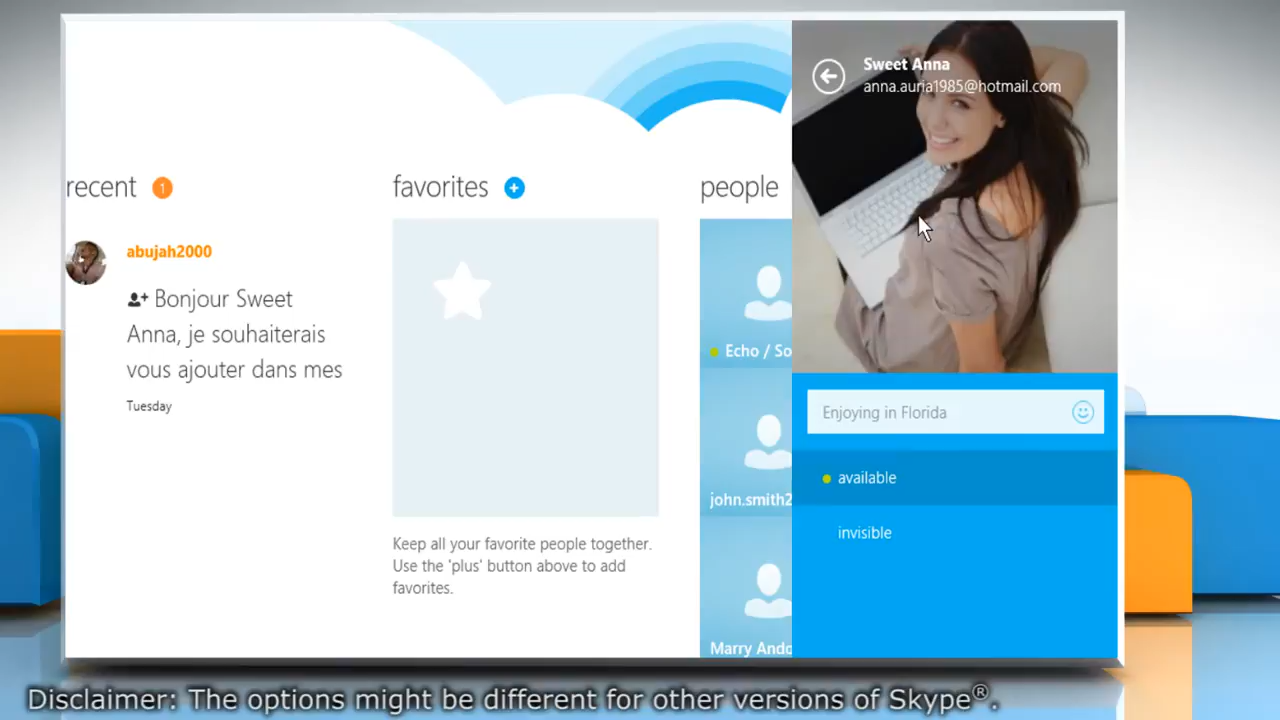 recent 1
abujah2000
Bonjour Sweet
Anna, je souhaiterais
vous ajouter dans mes
Tuesday
favorites
Keep all your favorite people together.
Use the 'plus' button above to add
favorites.
people
Echo / So
john.smith2
Marry Ando
Sweet Anna
anna.auria1985@hotmail.com
Enjoying in Florida
available
invisible
Disclaimer: The options might be different for other versions of Skype®.